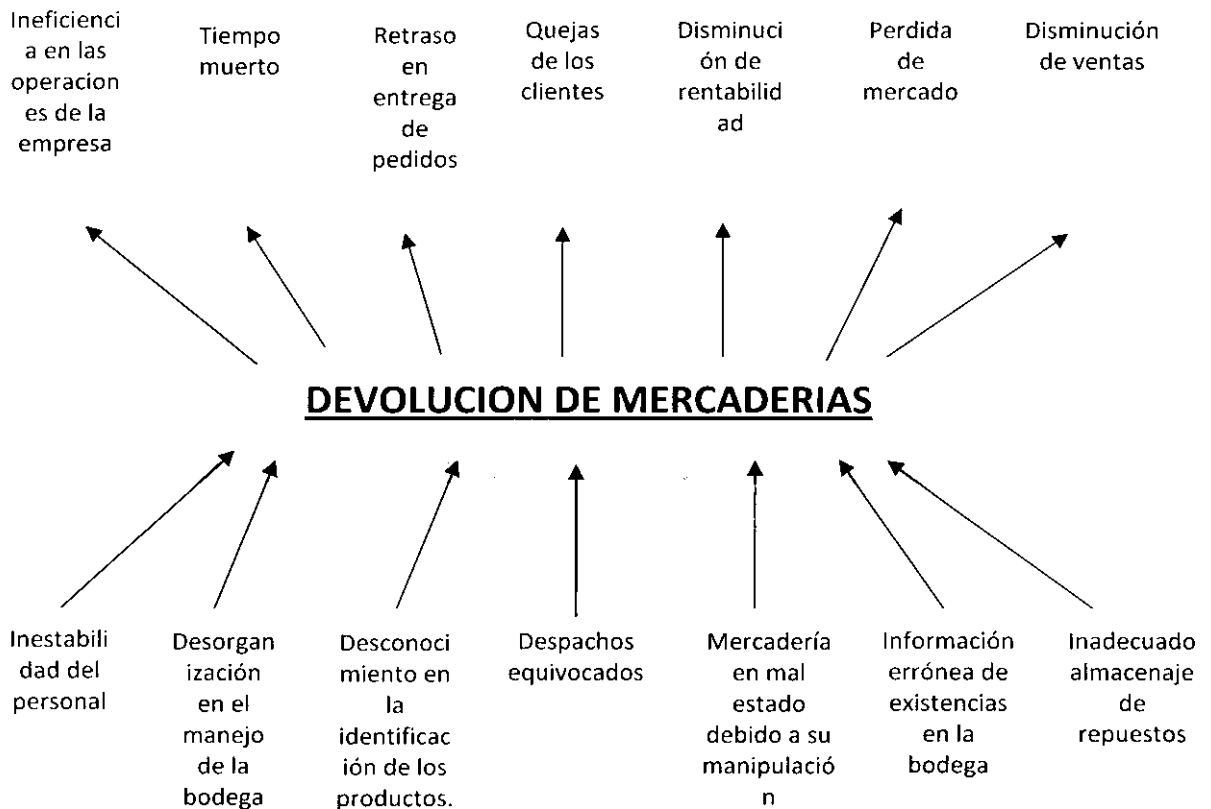 Ineficienci
a en las
operacion
es de la
empresa
Tiempo
muerto
Retraso
en
entrega
de
pedidos
Quejas
de los
clientes
Disminuci
ón de
rentabilid
ad
Perdida
de
mercado
Disminución
de ventas
DEVOLUCION DE MERCADERIAS
Inestabili
dad del
personal
Desorgan
ización
en el
manejo
de la
bodega
Desconoci
miento en
la
identificac
ión de los
productos.
Despachos
equivocados
Mercadería
en mal
estado
debido a su
manipulació
n
Información
errónea de
existencias
en la
bodega
Inadecuado
almacenaje
de
repuestos